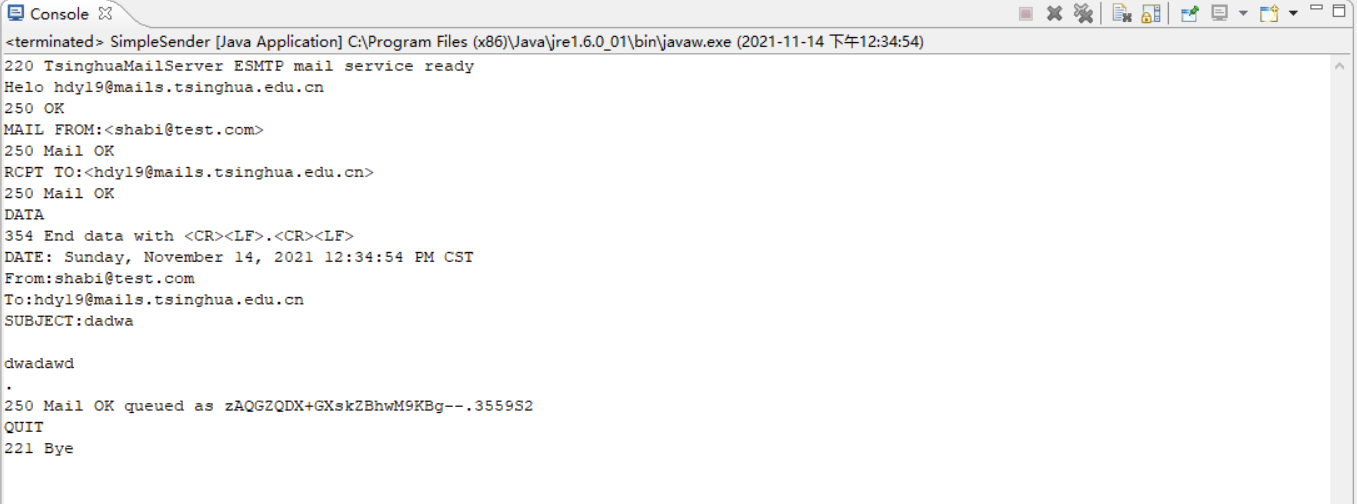 Console
<terminated> SimpleSender [Java Application] C:\Program Files (x86)\Java\jre1.6.0_01\bin\javaw.exe (2021-11-14 下午12:34:54)
220 TsinghuaMailServer ESMTP mail service ready
Helo hdy19@mails.tsinghua.edu.cn
250 OK
MAIL FROM:<shabi@test.com>
250 Mail OK
RCPT TO:<hdy19@mails.tsinghua.edu.cn>
250 Mail OK
DATA
354 End data with <CR><LF>.<CR><LF>
DATE: Sunday, November 14, 2021 12:34:54 PM CST
From:shabi@test.com
To:hdy19@mails.tsinghua.edu.cn
SUBJECT:dadwa
dwadawd
.
250 Mail OK queued as zAQGZQDX+GXskZBhwM9KBg--.3559S2
QUIT
221 Bye